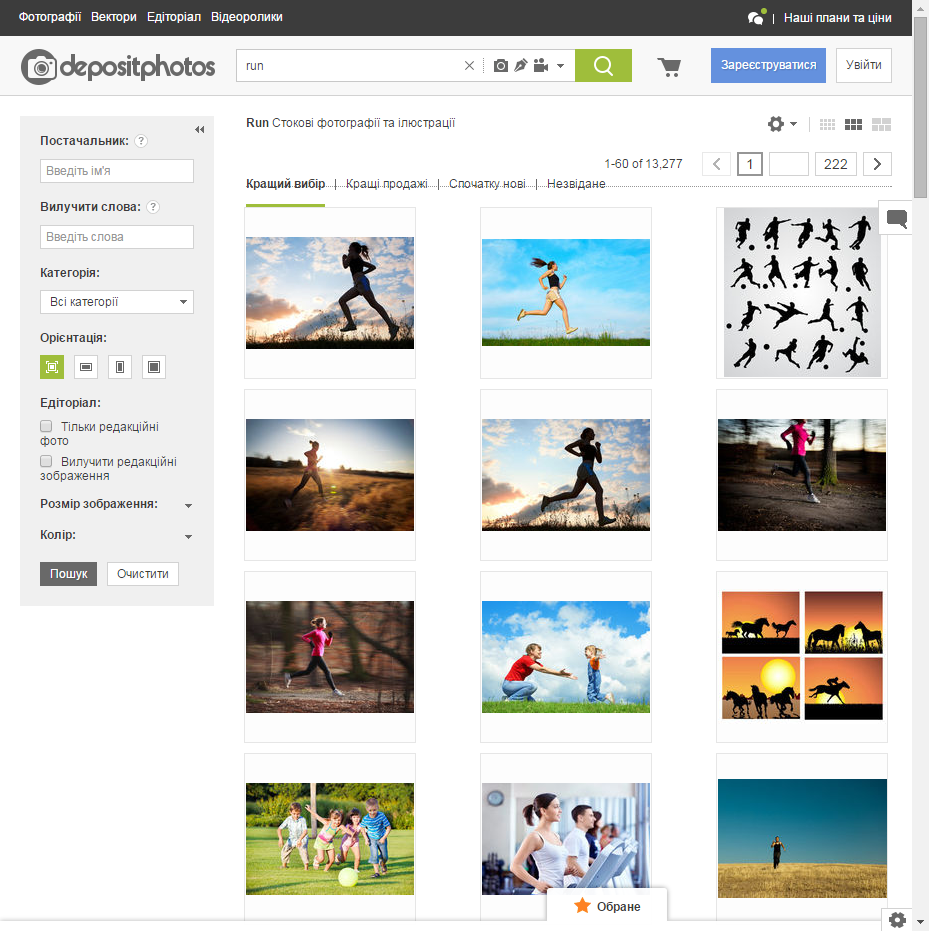 Фотографії Вектори Едіторіал Відеоролики
| Наші плани та ціни
depositphotos
run
Зареєструватися
Увійти
Постачальник: ?
Введіть ім'я
Вилучити слова: ?
Введіть слова
Категорія:
Всі категорії
Орієнтація:
Едіторіал:
Тільки редакційні
фото
Вилучити редакційні
зображення
Розмір зображення:
Колір:
Пошук
Очистити
Run Стокові фотографії та ілюстрації
1-60 of 13,277
1
222
Кращий вибір | Кращі продажі | Спочатку нові | Незвідане
Обране